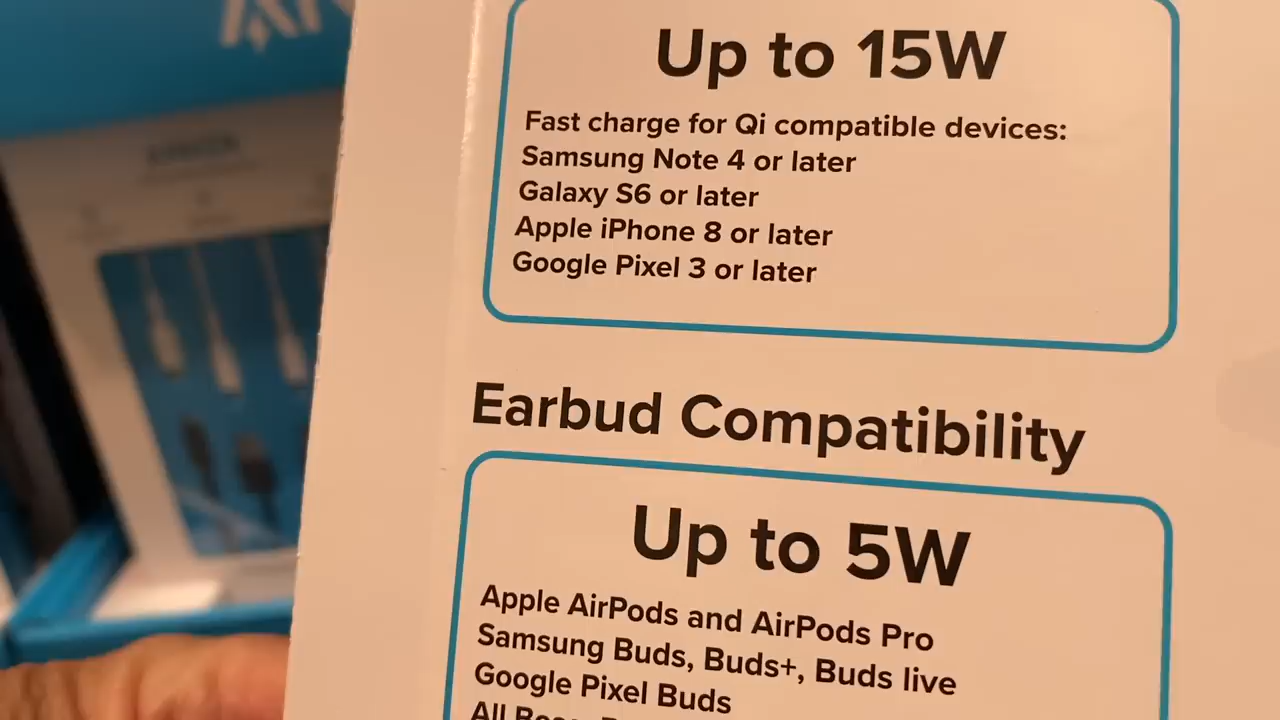 Up to 15W
Fast charge for Qi compatible devices:
Samsung Note 4 or later
Galaxy S6 or later
Apple iPhone 8 or later
Google Pixel 3 or later
Earbud Compatibility
Up to 5W
Apple AirPods and AirPods Pro
Samsung Buds, Buds+, Buds live
Google Pixel Buds
All